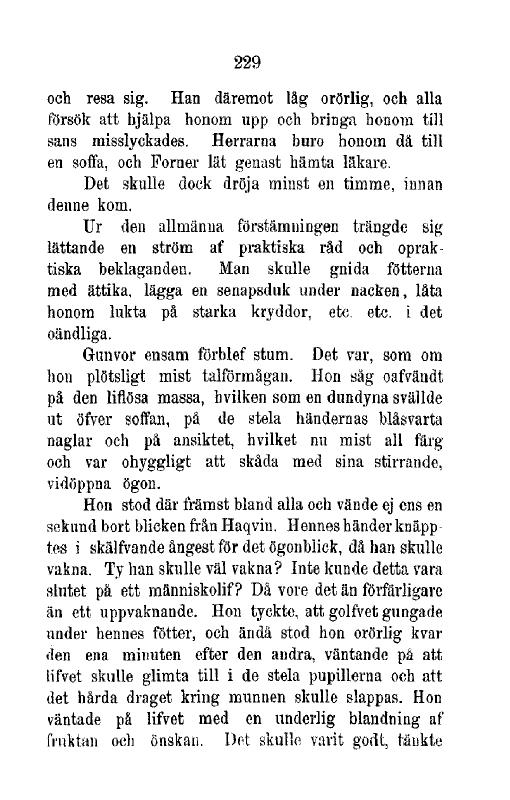 229
och resa sig. Han däremot låg orörlig, och alla
försök att hjälpa honom upp och bringa honom till
sans misslyckades. Herrarna buro honom då till
en soffa, och Forner lät genast hämta läkare.
Det skulle dock dröja minst en timme, innan
denne kom.
Ur den allmänna förstämningen trängde sig
lättande en ström af praktiska råd och oprak-
tiska beklaganden. Man skulle gnida fötterna
med ättika, lägga en senapsduk under nacken, låta
honom lukta på starka kryddor, etc. etc. i det
oändliga.
Gunvor ensam förblef stum. Det var, som om
hon plötsligt mist talförmågan. Hon såg oafvändt
på den liflösa massa, hvilken som en dundyna svällde
ut öfver soffan, på de stela händernas blåsvarta
naglar och på ansiktet, hvilket nu mist all färg
och var ohyggligt att skåda med sina stirrande,
vidöppna ögon.
Hon stod där främst bland alla och vände ej ens en
sekund bort blicken från Haqvin. Hennes händer knäpp-
tes i skälfvande ångest för det ögonblick, då han skulle
vakna. Ty han skulle väl vakna? Inte kunde detta vara
slutet på ett människolif? Då vore det än förfärligare
än ett uppvaknande. Hon tyckte, att golfvet gungade
under hennes fötter, och ändå stod hon orörlig kvar
den ena minuten efter den andra, väntande på att
lifvet skulle glimta till i de stela pupillerna och att
det hårda draget kring munnen skulle slappas. Hon
väntade på lifvet med en underlig blandning af
fruktan och önskan. Det skulle varit godt, tänkte